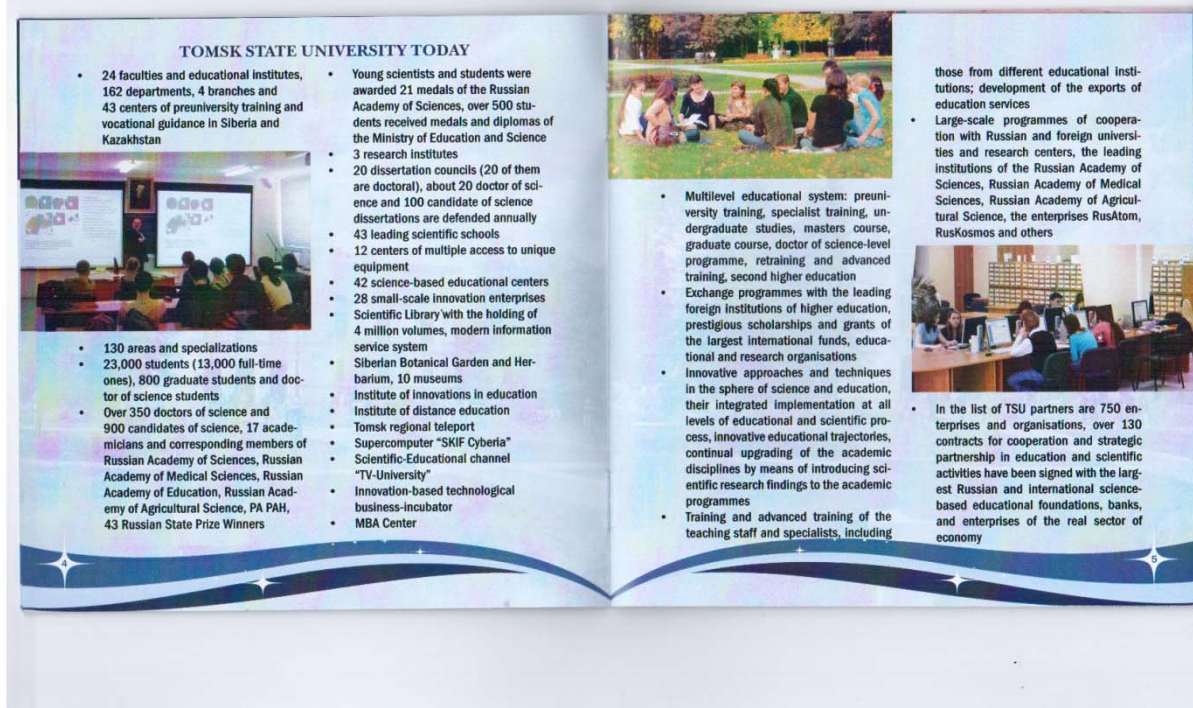 TOMSK STATE UNIVERSITY TODAY
• 24 faculties and educational institutes,
162 departments, 4 branches and
43 centers of preuniversity training and
vocational guidance in Siberia and
Kazakhstan
• 130 areas and specializations
• 23,000 students (13,000 full-time
ones), 800 graduate students and doc-
tor of science students
• Over 350 doctors of science and
900 candidates of science, 17 acade-
micians and corresponding members of
Russian Academy of Sciences, Russian
Academy of Medical Sciences, Russian
Academy of Education, Russian Acad-
emy of Agricultural Science, PA PAH,
43 Russian State Prize Winners
• Young scientists and students were
awarded 21 medals of the Russian
Academy of Sciences, over 500 stu-
dents received medals and diplomas of
the Ministry of Education and Science
• 3 research institutes
• 20 dissertation councils (20 of them
are doctoral), about 20 doctor of sci-
ence and 100 candidate of science
dissertations are defended annually
• 43 leading scientific schools
• 12 centers of multiple access to unique
equipment
• 42 science-based educational centers
• 28 small-scale innovation enterprises
• Scientific Library with the holding of
4 million volumes, modern information
service system
• Siberian Botanical Garden and Her-
barium, 10 museums
• Institute of innovations in education
• Institute of distance education
• Tomsk regional teleport
• Supercomputer “SKIF Cyberia”
• Scientific-Educational channel
“TV-University”
• Innovation-based technological
business-incubator
• MBA Center
4
• Multilevel educational system: preuni-
versity training, specialist training, un-
dergraduate studies, masters course,
graduate course, doctor of science-level
programme, retraining and advanced
training, second higher education
• Exchange programmes with the leading
foreign institutions of higher education,
prestigious scholarships and grants of
the largest international funds, educa-
tional and research organisations
• Innovative approaches and techniques
in the sphere of science and education,
their integrated implementation at all
levels of educational and scientific pro-
cess, innovative educational trajectories,
continual upgrading of the academic
disciplines by means of introducing sci-
entific research findings to the academic
programmes
• Training and advanced training of the
teaching staff and specialists, including
those from different educational insti-
tutions; development of the exports of
education services
• Large-scale programmes of coopera-
tion with Russian and foreign universi-
ties and research centers, the leading
institutions of the Russian Academy of
Sciences, Russian Academy of Medical
Sciences, Russian Academy of Agricul-
tural Science, the enterprises RusAtom,
RusKosmos and others
• In the list of TSU partners are 750 en-
terprises and organisations, over 130
contracts for cooperation and strategic
partnership in education and scientific
activities have been signed with the larg-
est Russian and international science-
based educational foundations, banks,
and enterprises of the real sector of
economy
5